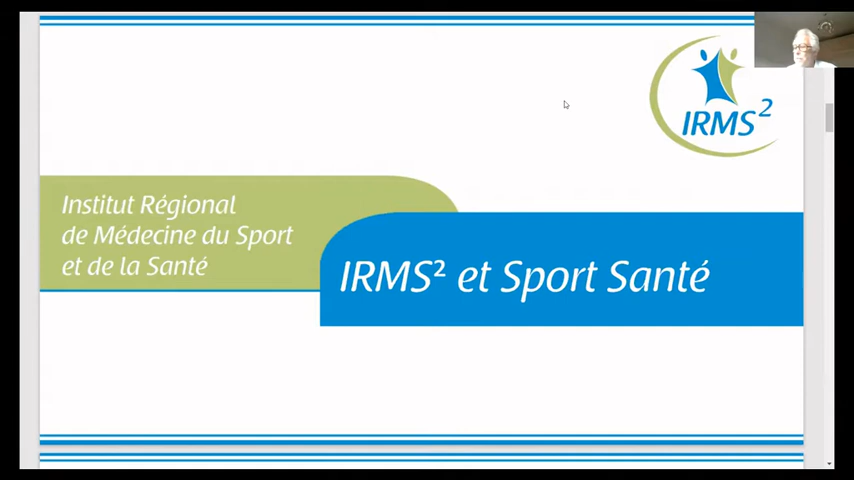 IRMS²
Institut Régional
de Médecine du Sport
et de la Santé
IRMS² et Sport Santé